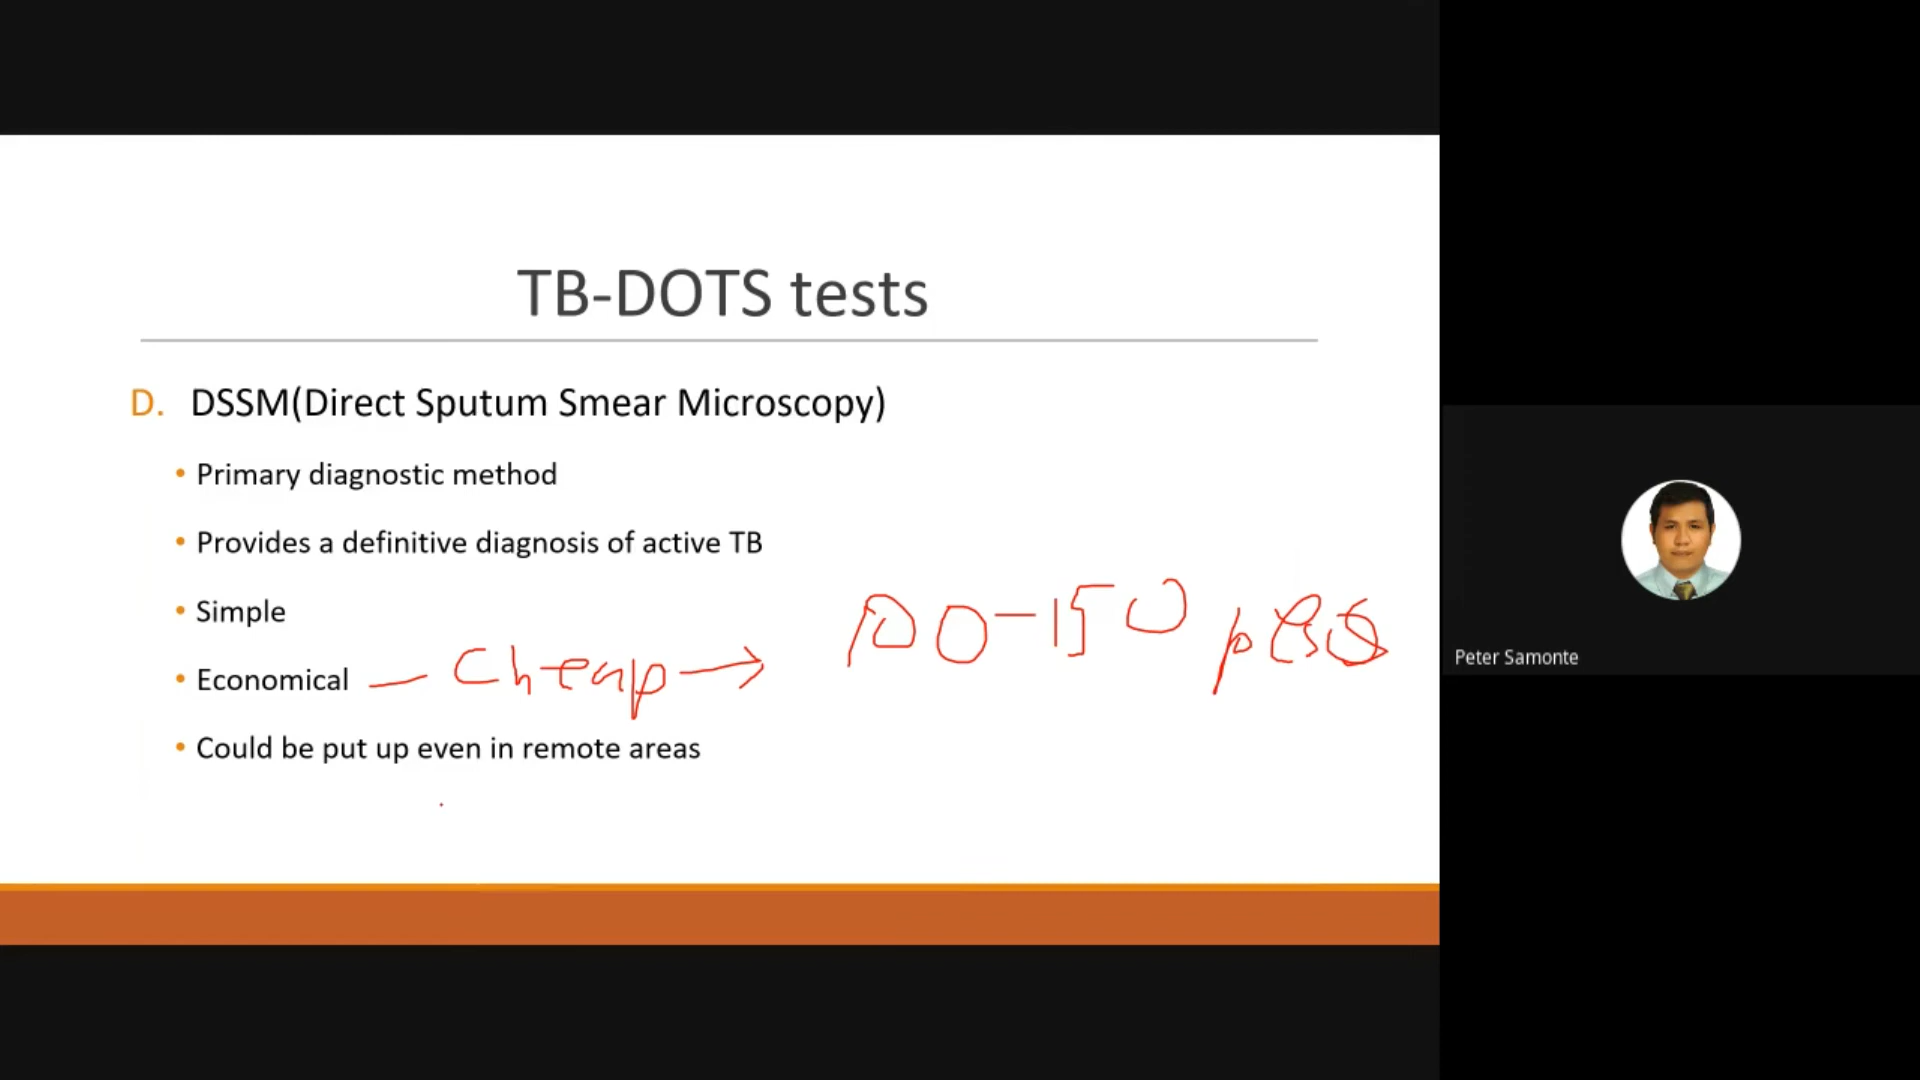 TB-DOTS tests
D. DSSM(Direct Sputum Smear Microscopy)
• Primary diagnostic method
• Provides a definitive diagnosis of active TB
• Simple
• Economical — Cheap → 100-150 peso
• Could be put up even in remote areas
Peter Samonte